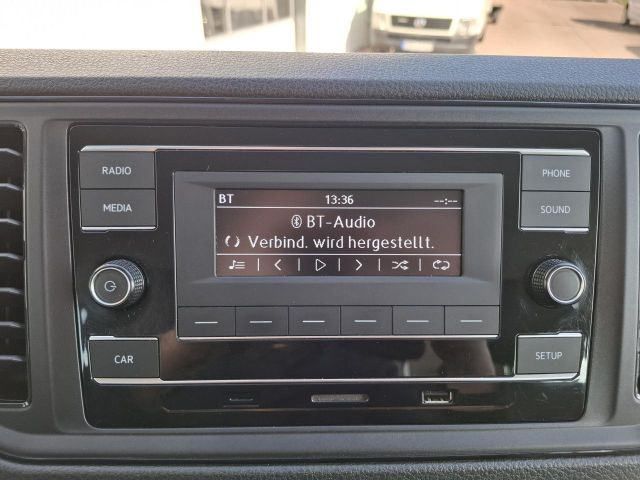 RADIO
MEDIA
CAR
BT 13:36 --:--
BT-Audio
Verbind. wird hergestellt.
PHONE
SOUND
SETUP